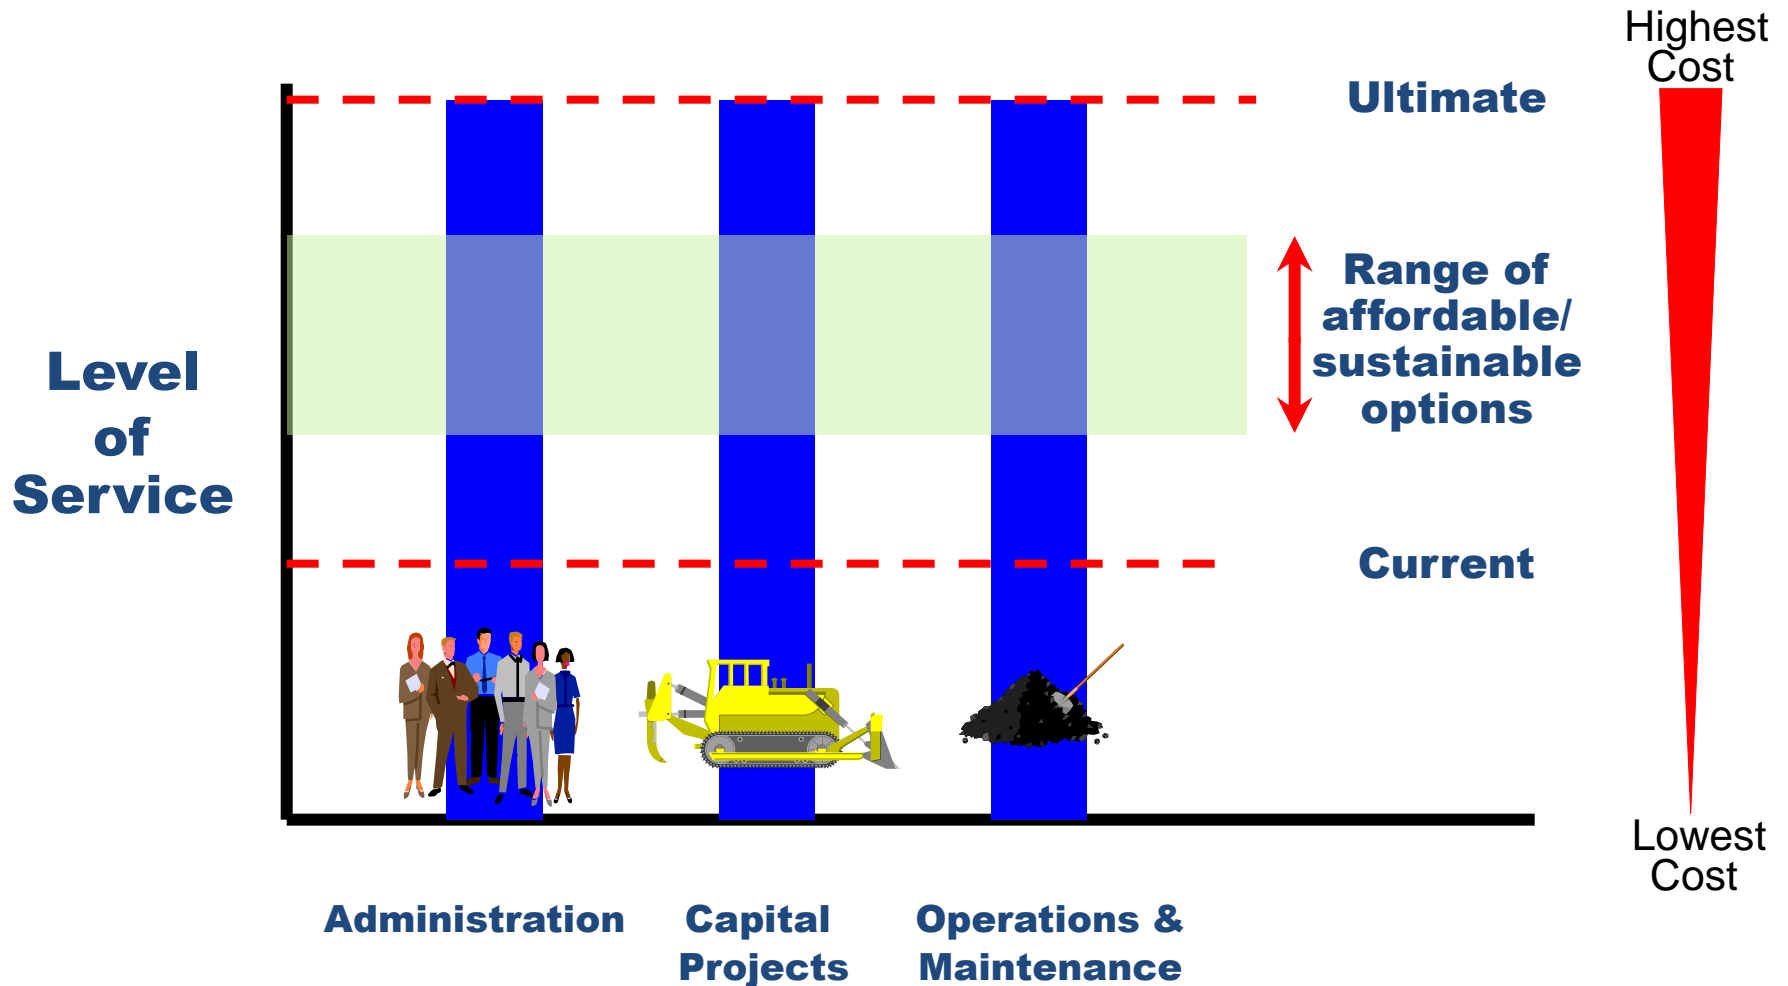 Highest
Cost
Ultimate
Range of
affordable/
sustainable
options
Level
of
Service
Current
Lowest
Cost
Administration
Capital
Projects
Operations &
Maintenance